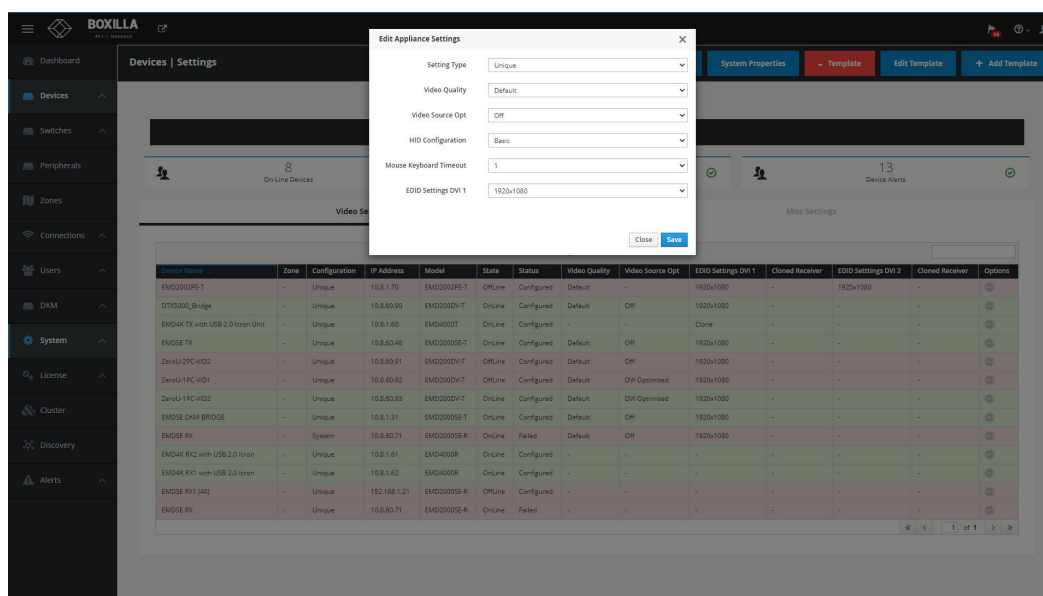 BOXILLA
Edit Appliance Settings
Setting Type Unique
Video Quality Default
Video Source Opt Off
HID Configuration Basic
Mouse Keyboard Timeout 1
EDID Settings DVI 1 1920x1080
Close Save
Dashboard
Devices
Switches
Peripherals
Zones
Connections
Users
DKM
System
License
Cluster
Discovery
Alerts
Devices | Settings
System Properties - Template Edit Template + Add Template
8
On-Line Devices
13
Device Alerts
Video Se Misc Settings
Device Name Zone Configuration IP Address Model State Status Video Quality Video Source Opt EDID Settings DVI 1 Cloned Receiver EDID Setttings DVI 2 Cloned Receiver Options
EMD2002PE-T - Unique 10.8.1.70 EMD2002PE-T OffLine Configured Default - 1920x1080 - 1920x1080 -
DTX5000_Bridge - Unique 10.8.60.90 EMD200DV-T OnLine Configured Default Off 1920x1080 - - -
EMD4K TX with USB 2.0 Icron Unit - Unique 10.8.1.60 EMD4000T OnLine Configured - - Clone - - -
EMDSE TX - Unique 10.8.60.48 EMD2000SE-T OnLine Configured Default Off 1920x1080 - - -
ZeroU-2PC-VID2 - Unique 10.8.60.91 EMD200DV-T OffLine Configured Default Off 1920x1080 - - -
ZeroU-1PC-VID1 - Unique 10.8.60.92 EMD200DV-T OffLine Configured Default DVI Optimised 1920x1080 - - -
ZeroU-1PC-VID2 - Unique 10.8.60.93 EMD200DV-T OnLine Configured Default DVI Optimised 1920x1080 - - -
EMDSE DKM BRIDGE - Unique 10.8.1.31 EMD2000SE-T OnLine Configured Default Off 1920x1080 - - -
EMDSE RX - System 10.8.60.71 EMD2000SE-R OnLine Failed Default Off 1920x1080 - - -
EMD4K RX2 with USB 2.0 Icron - Unique 10.8.1.61 EMD4000R OnLine Configured - - - - - -
EMD4K RX1 with USB 2.0 Icron - Unique 10.8.1.62 EMD4000R OnLine Configured - - - - - -
EMDSE RX1 (46) - Unique 192.168.1.21 EMD2000SE-R OffLine Configured - - - - - -
EMDSE RX - Unique 10.8.60.71 EMD2000SE-R OnLine Failed - - - - - -
1 of 1